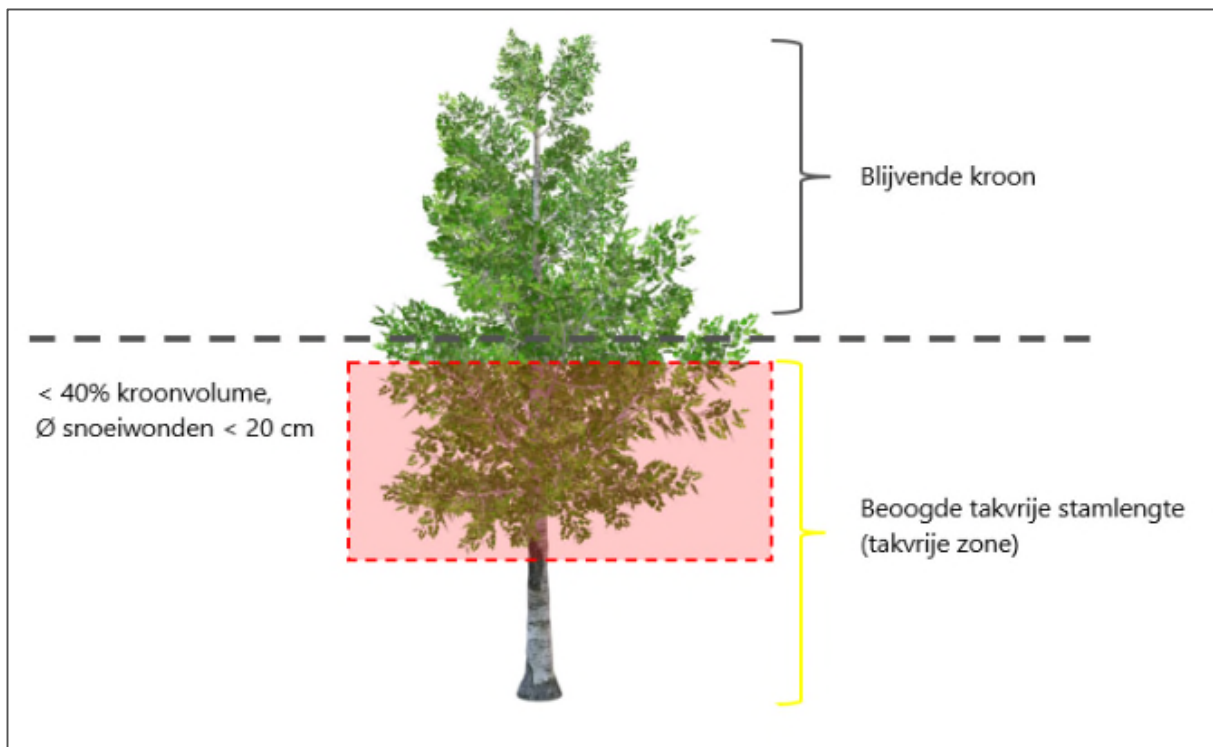 Blijvende kroon
< 40% kroonvolume,
Ø snoeiwonden < 20 cm
Beoogde takvrije stamlengte
(takvrije zone)